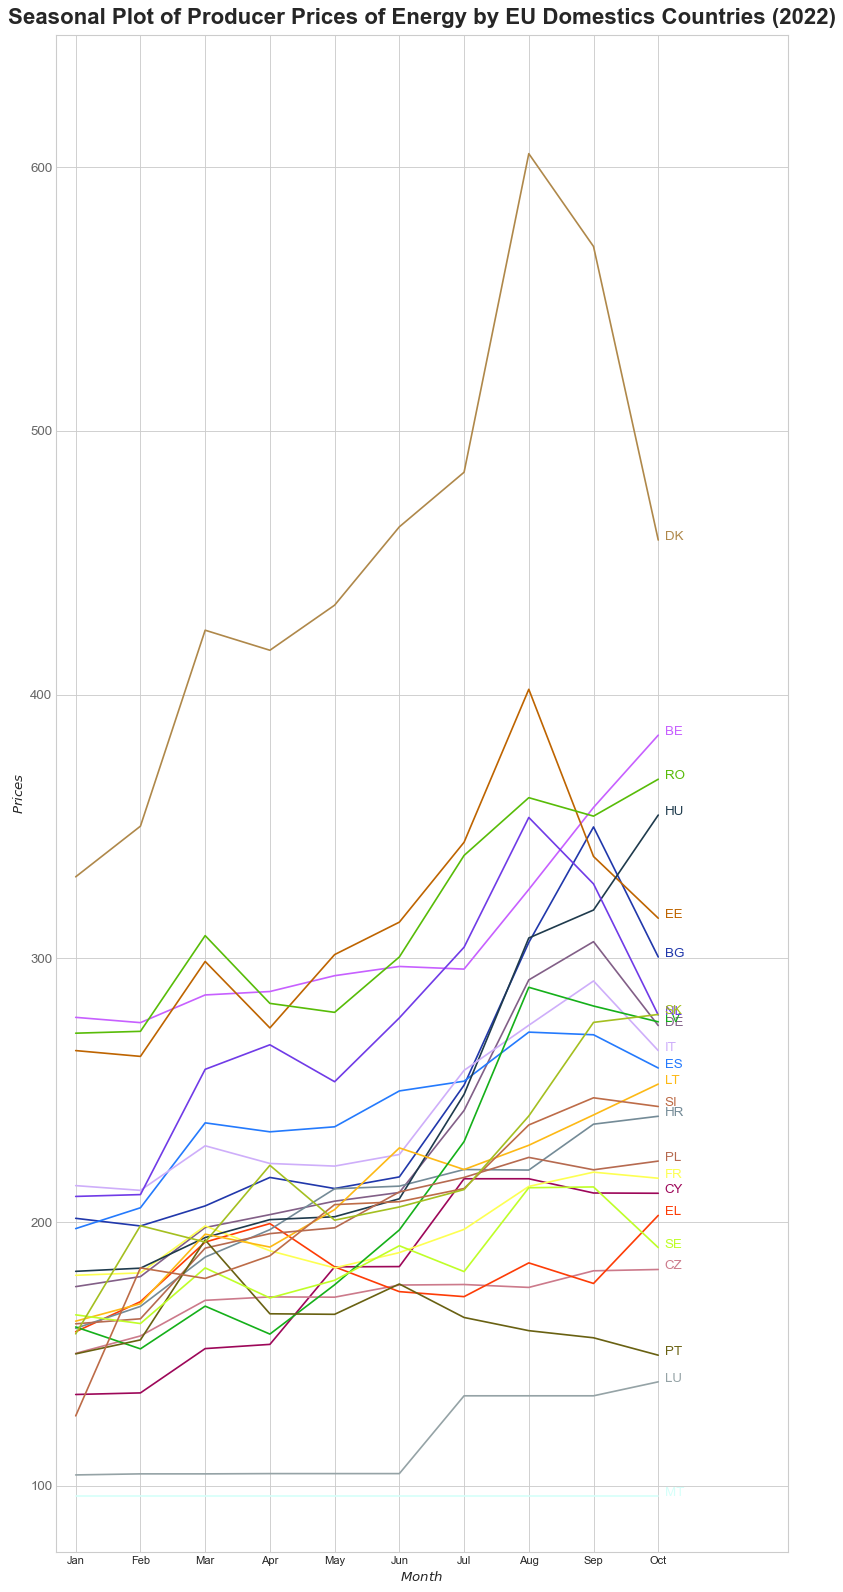 Seasonal Plot of Producer Prices of Energy by EU Domestics Countries (2022)
600
500
DK
400
BE
RO
Prices
HU
EE
BG
300
SK
DE
IT
ES
LT
SI
HR
PL
FR
CY
EL
200
SE
CZ
PT
LU
100
MT
Jan Feb Mar Apr May Jun Jul Aug Sep Oct
Month